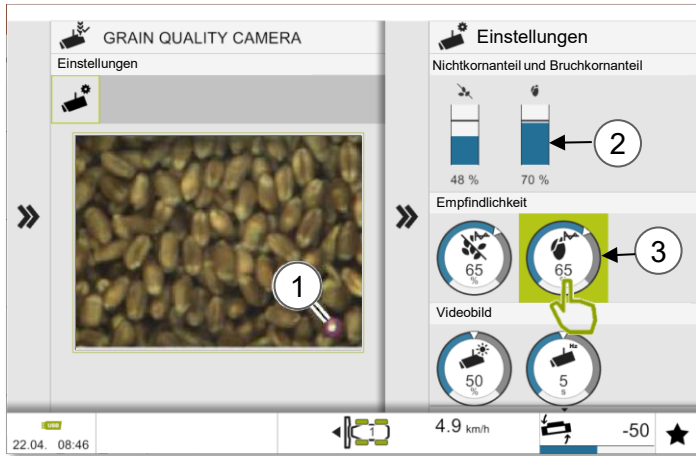 GRAIN QUALITY CAMERA
Einstellungen
1
Einstellungen
Nichtkornanteil und Bruchkornanteil
48 %
70 %
2
Empfindlichkeit
65
%
65
%
3
Videobild
50
%
Hz
5
s
USB
22.04. 08:46
1
4.9 km/h
-50